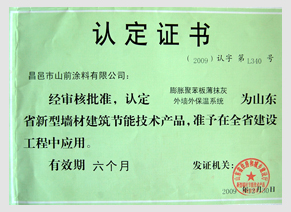 认定证书
(2009)认字 第 L340 号
昌邑市山前涂料有限公司：
经审核批准，认定 膨胀聚苯板薄抹灰 为山东
外墙外保温系统
省新型墙材建筑节能技术产品，准予在全省建设
工程中应用。
有效期 六个月
发证机关：